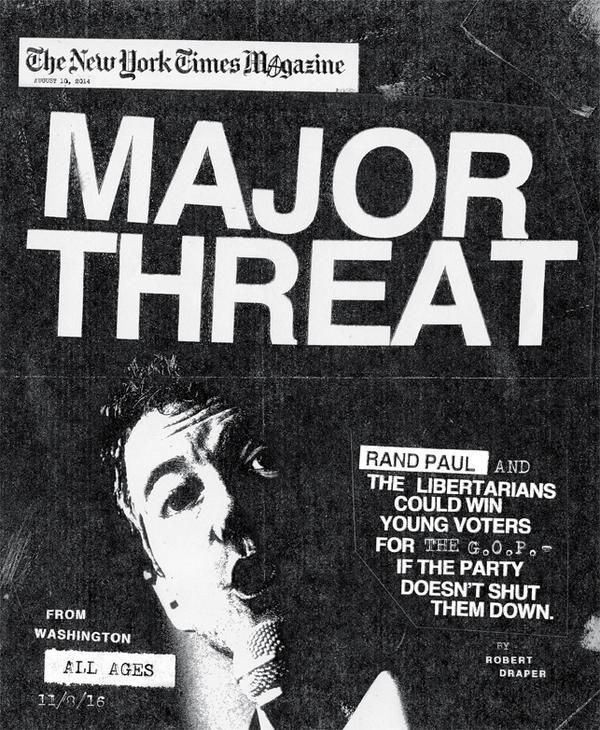 The New York Times Magazine
AUGUST 10, 2014
MAJOR
THREAT
RAND PAUL AND
THE LIBERTARIANS
COULD WIN
YOUNG VOTERS
FOR THE G.O.P. –
IF THE PARTY
DOESN'T SHUT
THEM DOWN.
BY
ROBERT
DRAPER
FROM
WASHINGTON
ALL AGES
11/8/16